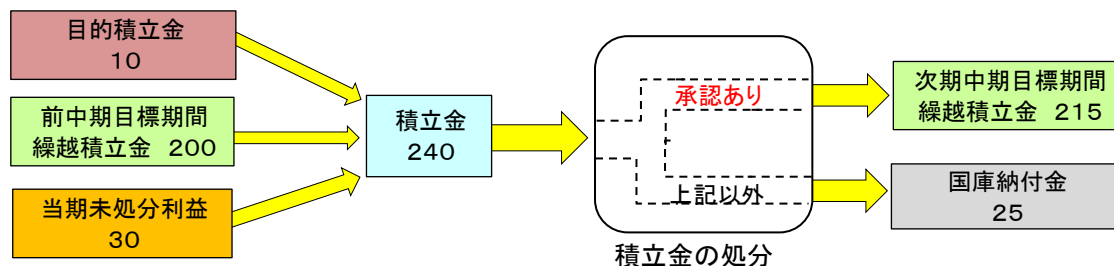 目的積立金
１０
前中期目標期間
繰越積立金　２００
当期未処分利益
３０
積立金
２４０
承認あり
上記以外
積立金の処分
次期中期目標期間
繰越積立金　２１５
国庫納付金
２５